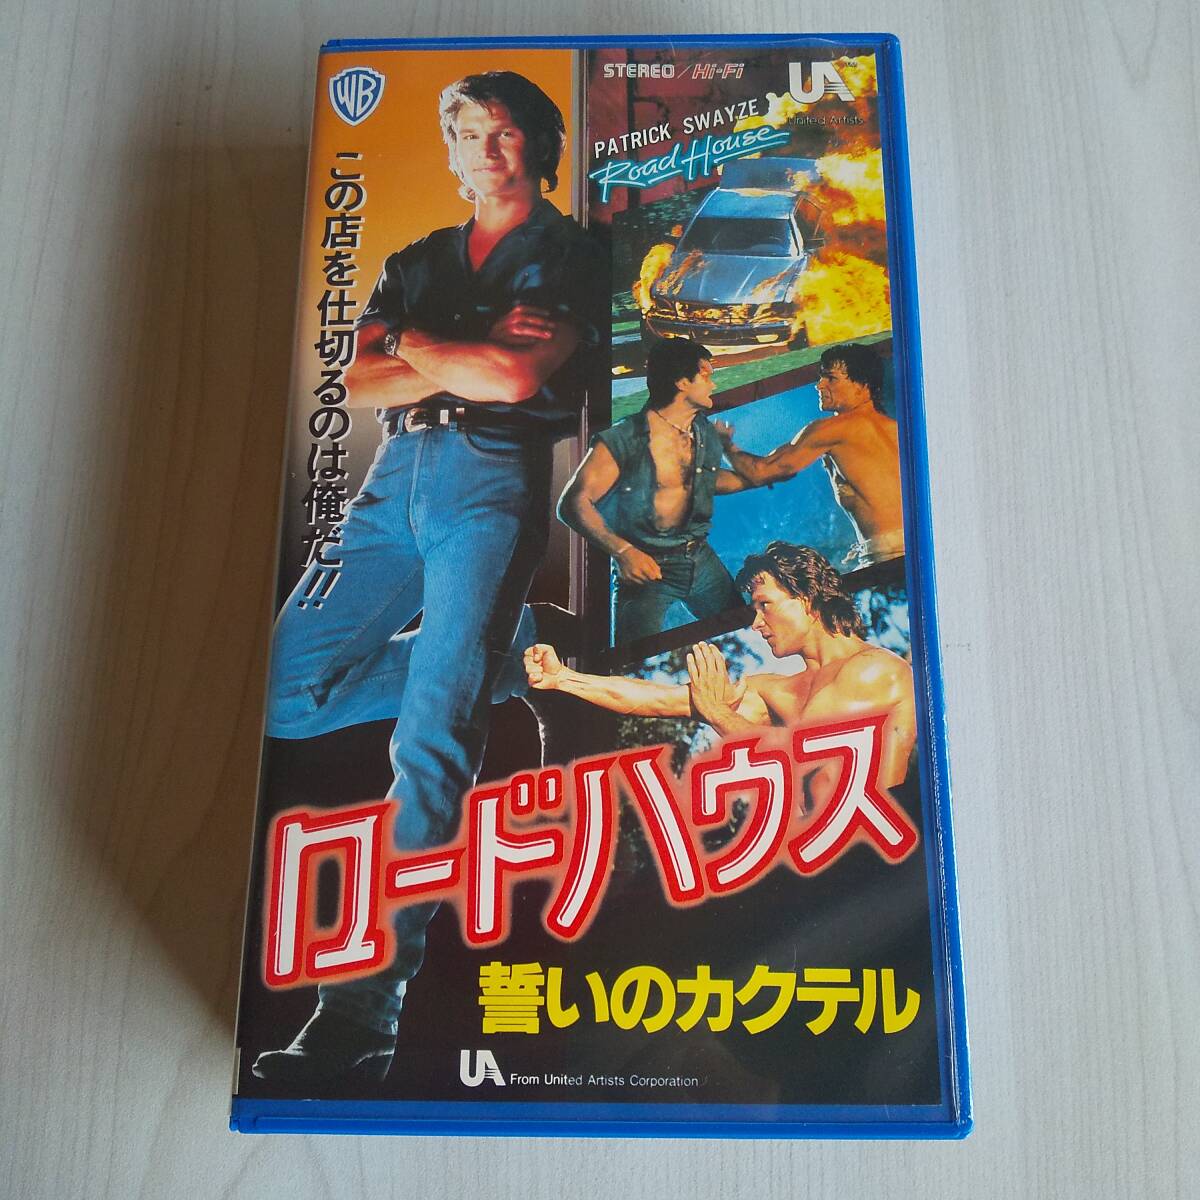 WB
STEREO/Hi-Fi
UA
United Artists
PATRICK SWAYZE
Road House
この店を仕切るのは俺だ!!
ロードハウス
誓いのカクテル
UA From United Artists Corporation